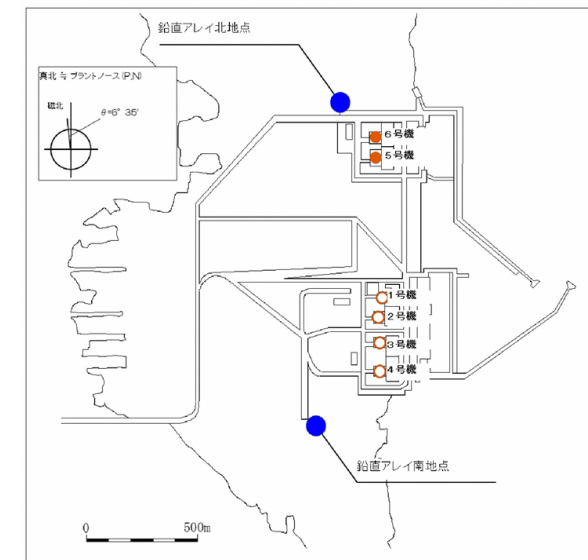 鉛直アレイ北地点
真北 ≒ プラントノース(P.N)
磁北
θ=6° 35′
6号機
5号機
1号機
2号機
3号機
4号機
鉛直アレイ南地点
0
500m